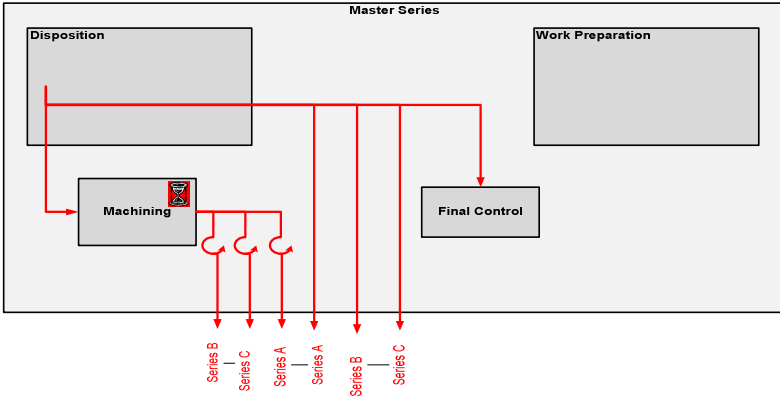 Master Series
Disposition
Work Preparation
Machining
Final Control
Series B
Series C
Series A
Series A
Series B
Series C